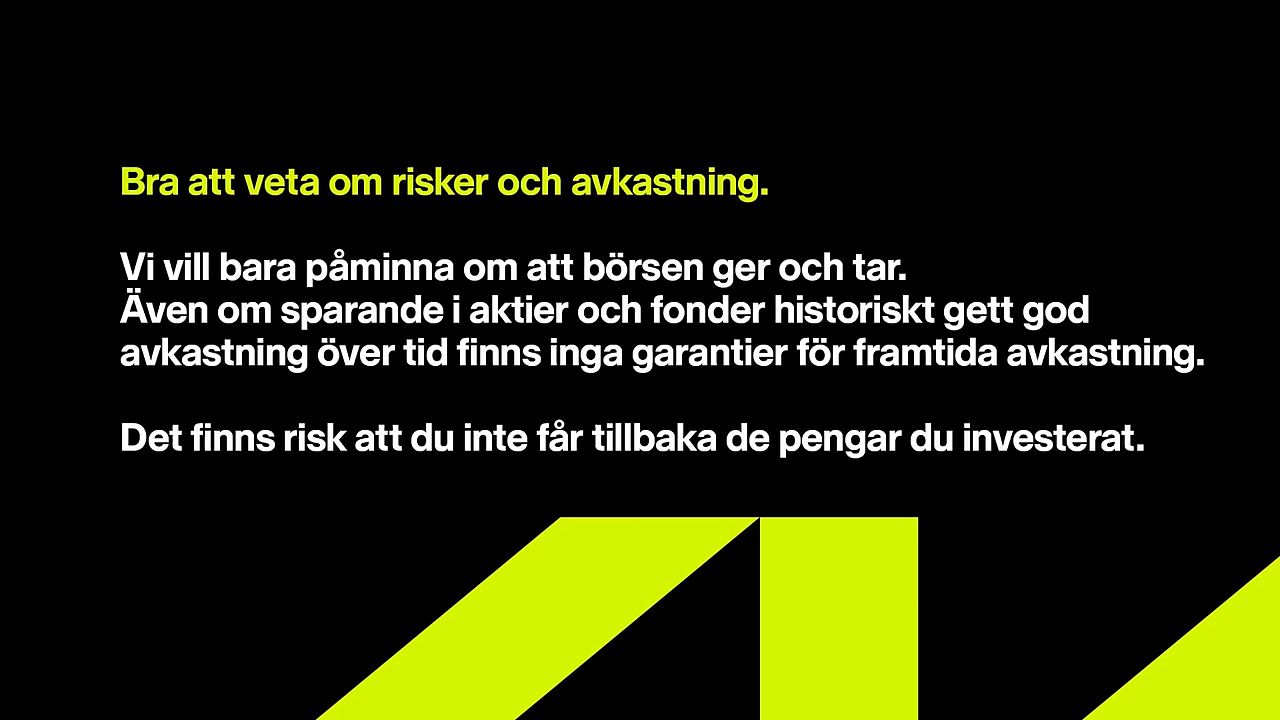 Bra att veta om risker och avkastning.
Vi vill bara påminna om att börsen ger och tar.
Även om sparande i aktier och fonder historiskt gett god
avkastning över tid finns inga garantier för framtida avkastning.
Det finns risk att du inte får tillbaka de pengar du investerat.